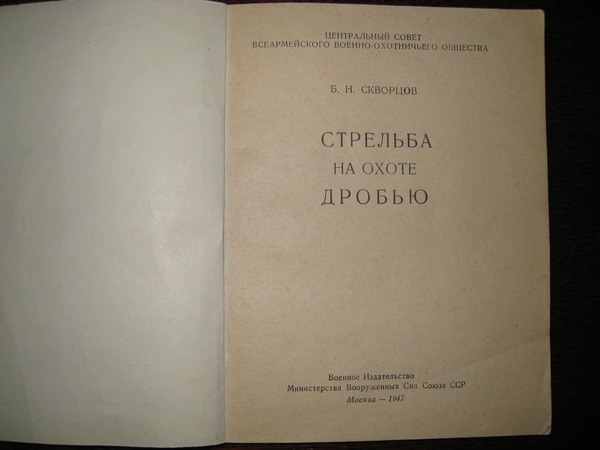 ЦЕНТРАЛЬНЫЙ СОВЕТ
ВСЕАРМЕЙСКОГО ВОЕННО-ОХОТНИЧЬЕГО ОБЩЕСТВА
Б. Н. СКВОРЦОВ
СТРЕЛЬБА
НА ОХОТЕ
ДРОБЬЮ
Военное Издательство
Министерства Вооруженных Сил Союза ССР
Москва — 1947